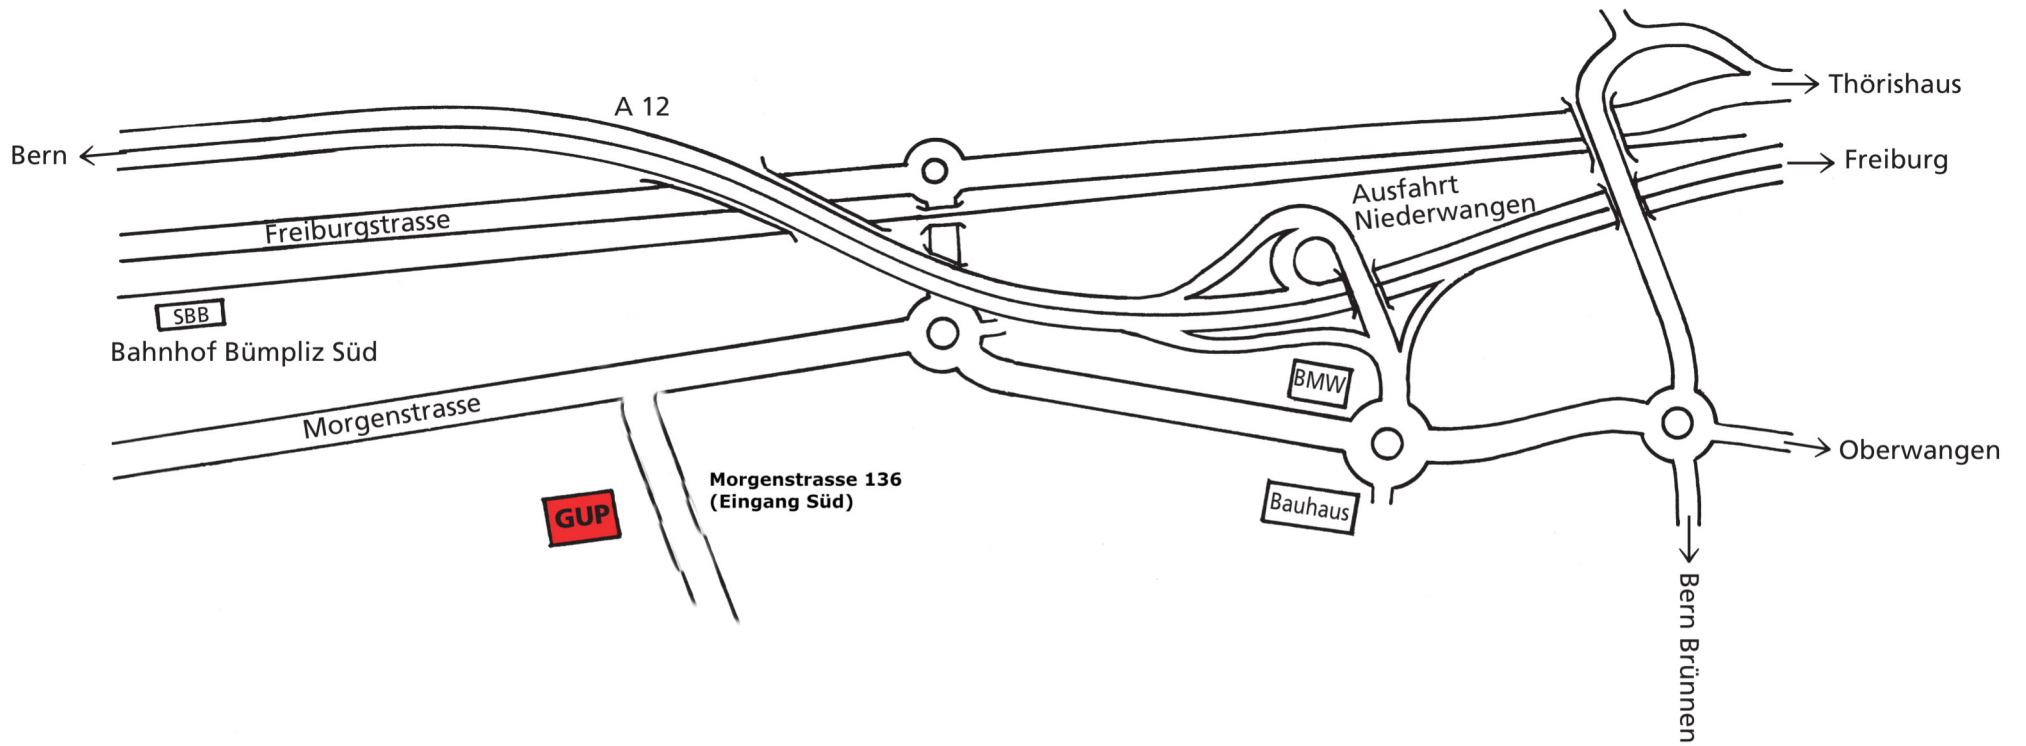 A 12
Thörishaus
Bern
Freiburg
Ausfahrt
Niederwangen
Freiburgstrasse
SBB
Bahnhof Bümpliz Süd
BMW
Morgenstrasse
Oberwangen
Morgenstrasse 136
(Eingang Süd)
GUP
Bauhaus
Bern Brünnen